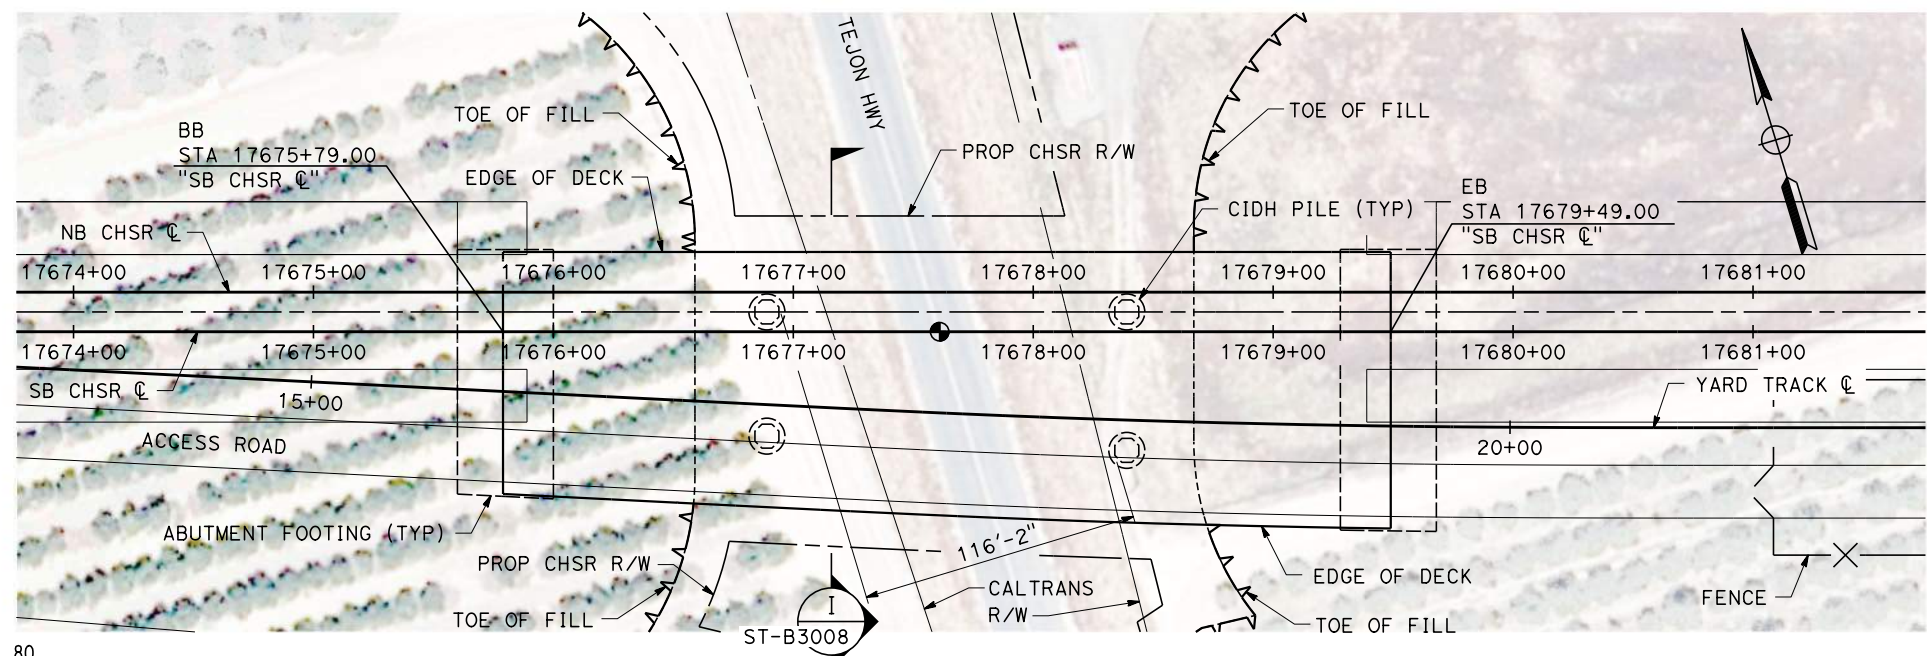 TEJON HWY
TOE OF FILL
TOE OF FILL
BB
STA 17675+79.00
"SB CHSR ℄"
PROP CHSR R/W
EDGE OF DECK
EB
STA 17679+49.00
"SB CHSR ℄"
CIDH PILE (TYP)
NB CHSR ℄
17674+00 17675+00 17676+00 17677+00 17678+00 17679+00 17680+00 17681+00
17674+00 17675+00 17676+00 17677+00 17678+00 17679+00 17680+00 17681+00
SB CHSR ℄
YARD TRACK ℄
15+00
ACCESS ROAD
20+00
ABUTMENT FOOTING (TYP)
116'-2"
PROP CHSR R/W
EDGE OF DECK
CALTRANS
R/W
FENCE
I
TOE OF FILL
TOE OF FILL
ST-B3008
80